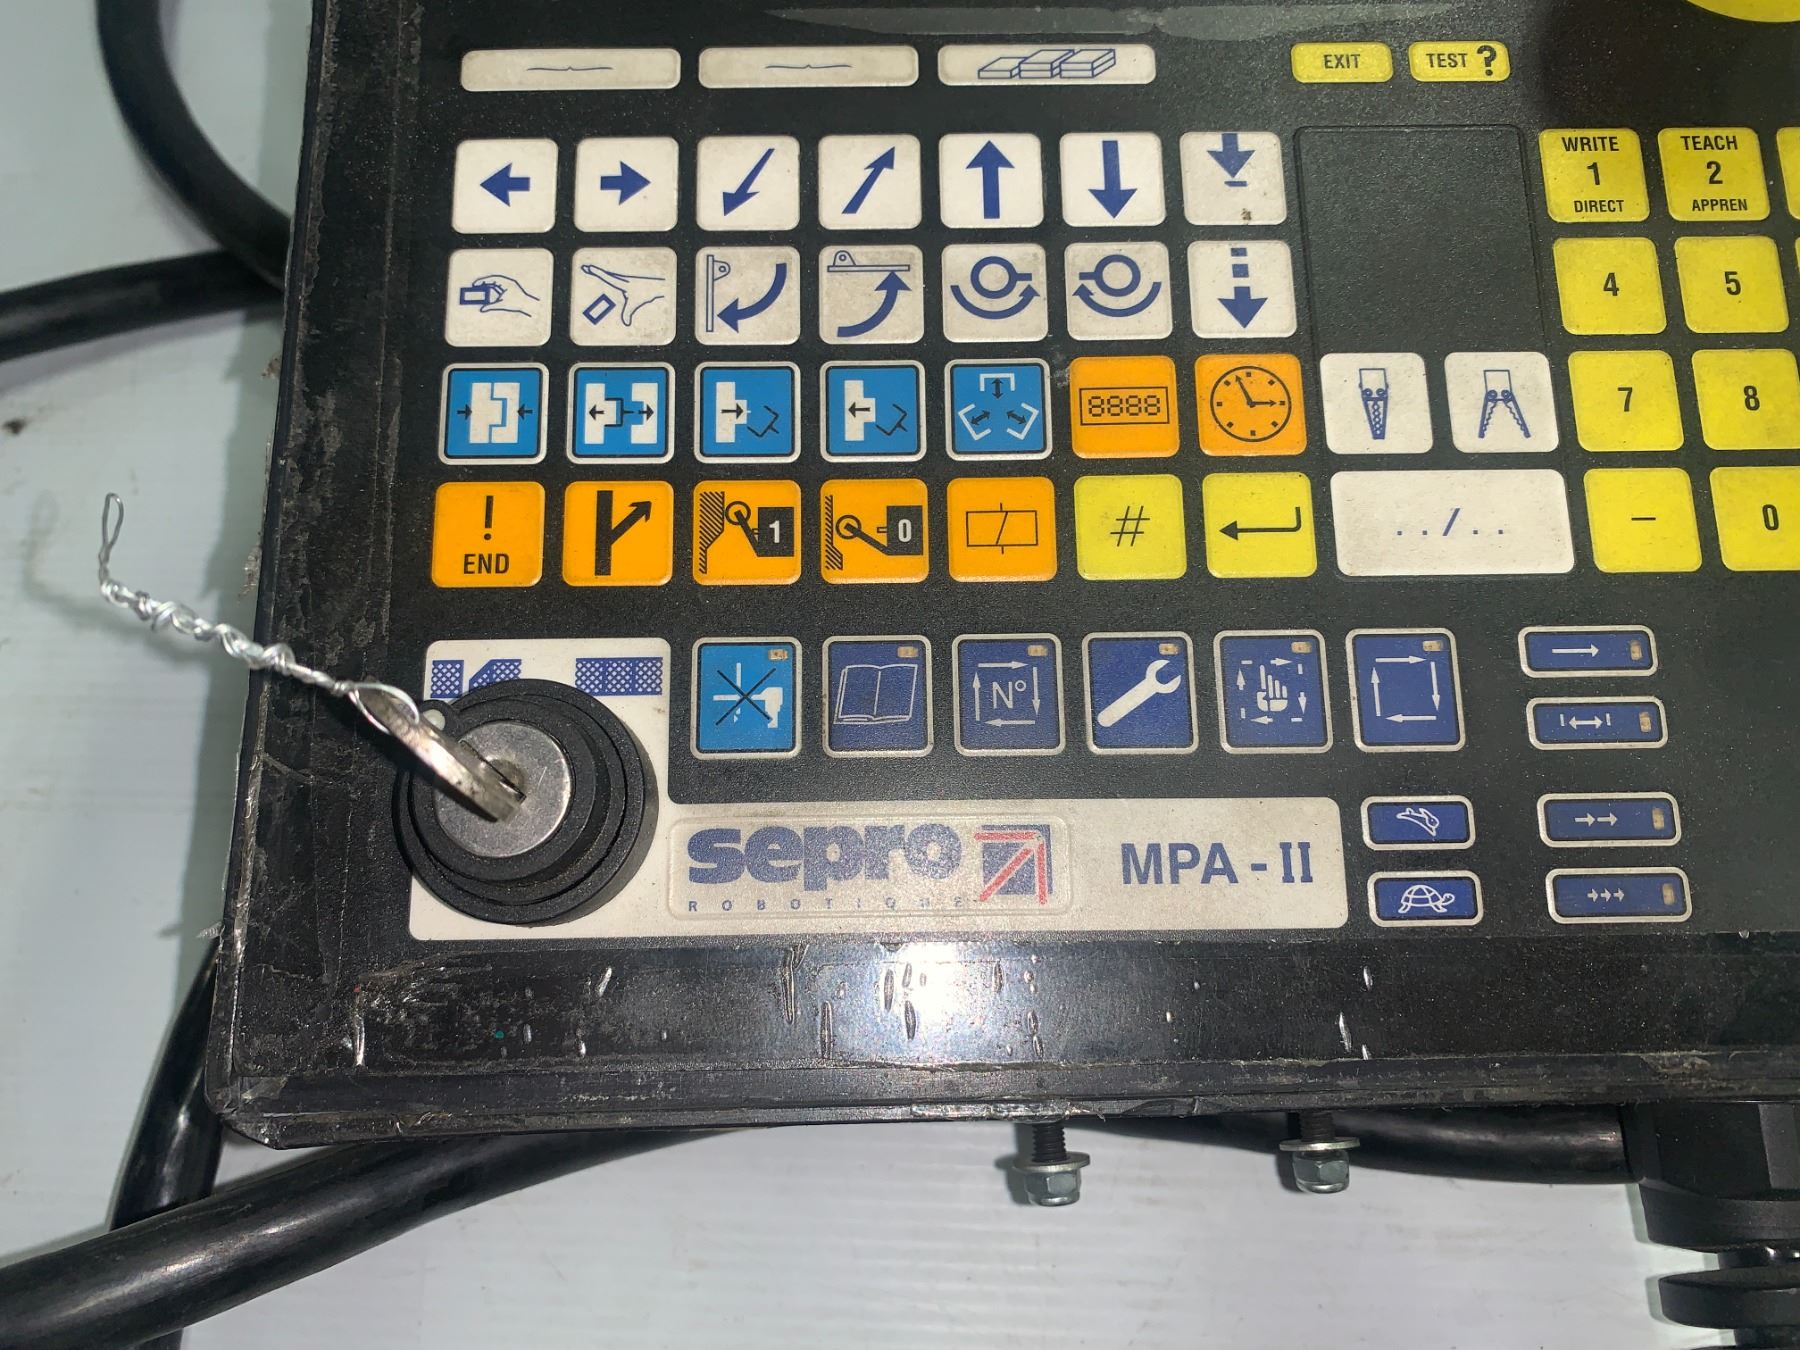 EXIT
TEST ?
WRITE
1
DIRECT
TEACH
2
APPREN
4
5
8888
7
8
!
END
1
0
#
../..
–
0
N°
sepro
ROBOTIQUE
MPA - II